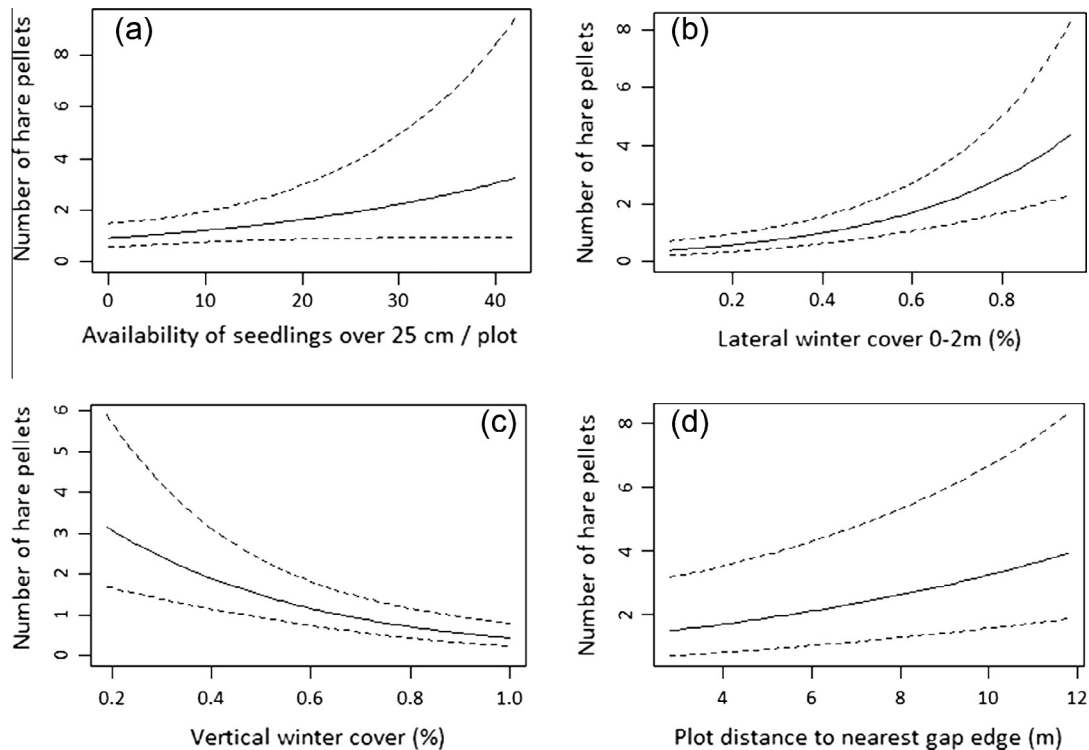 (a)
Number of hare pellets
8
6
4
2
0
0 10 20 30 40
Availability of seedlings over 25 cm / plot
(b)
Number of hare pellets
8
6
4
2
0
0.2 0.4 0.6 0.8
Lateral winter cover 0-2m (%)
(c)
Number of hare pellets
6
5
4
3
2
1
0
0.2 0.4 0.6 0.8 1.0
Vertical winter cover (%)
(d)
Number of hare pellets
8
6
4
2
4 6 8 10 12
Plot distance to nearest gap edge (m)